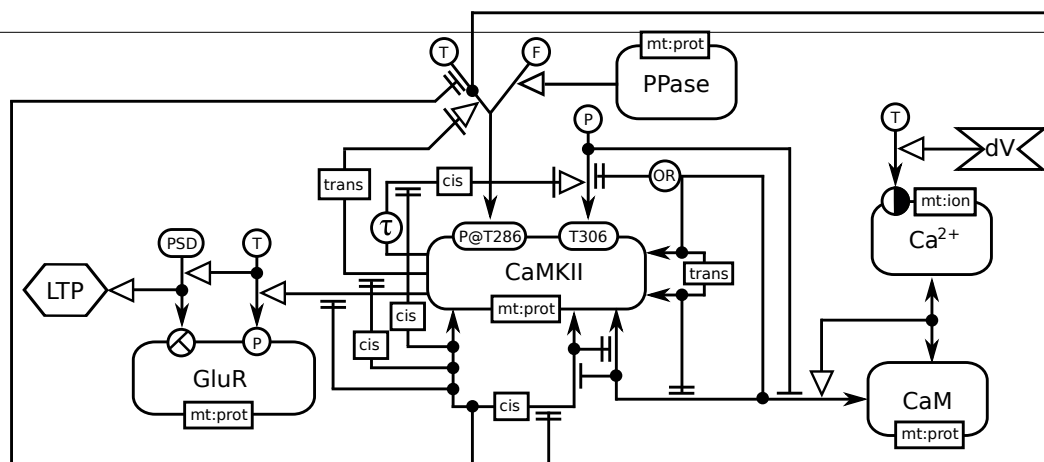 T
F
mt:prot
PPase
P
T
dV
trans
cis
OR
τ
mt:ion
Ca2+
P@T286
T306
CaMKII
trans
PSD
T
LTP
mt:prot
cis
cis
P
GluR
mt:prot
cis
CaM
mt:prot